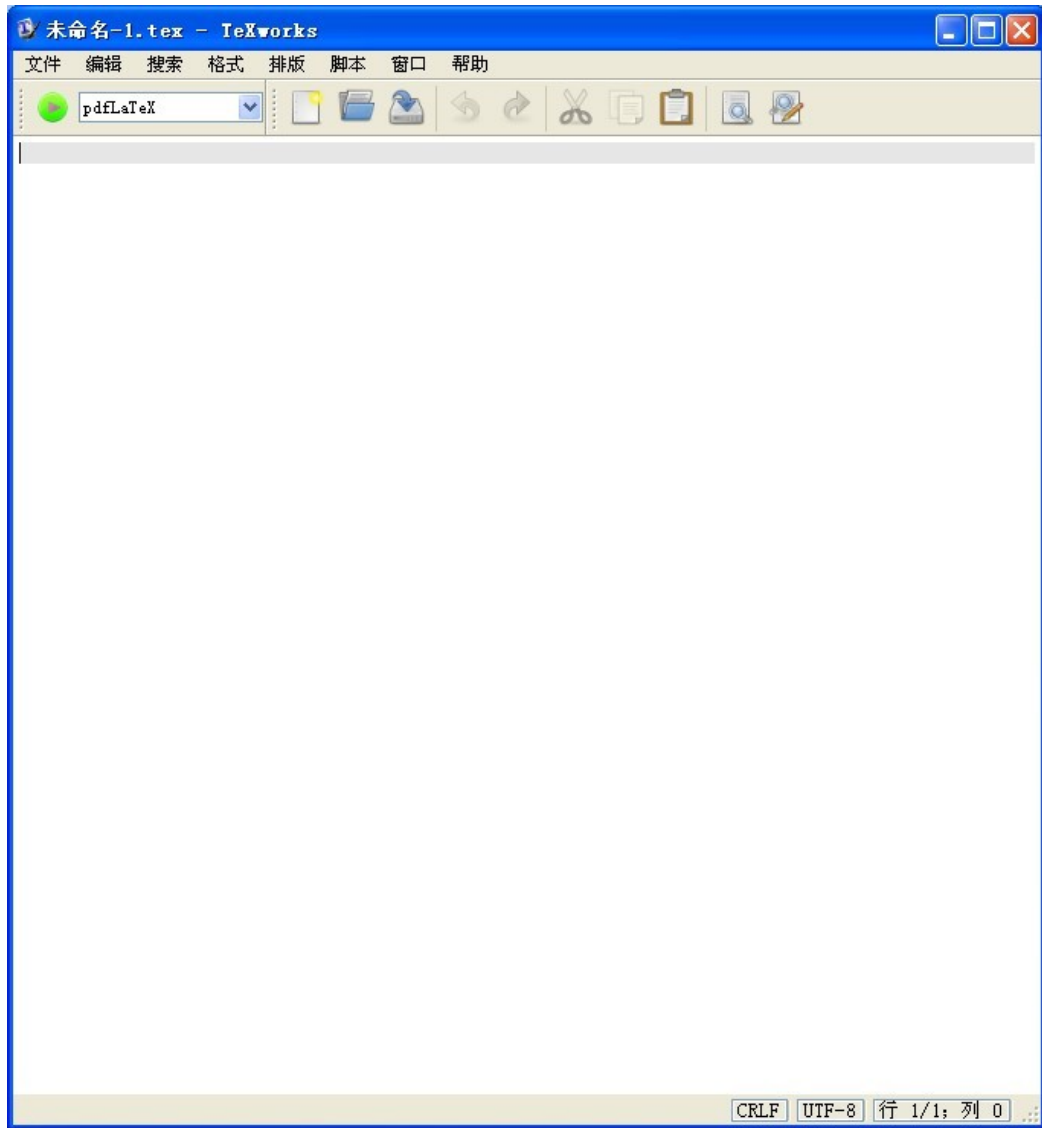 未命名-1.tex - TeXworks
文件 编辑 搜索 格式 排版 脚本 窗口 帮助
pdfLaTeX
CRLF UTF-8 行 1/1; 列 0